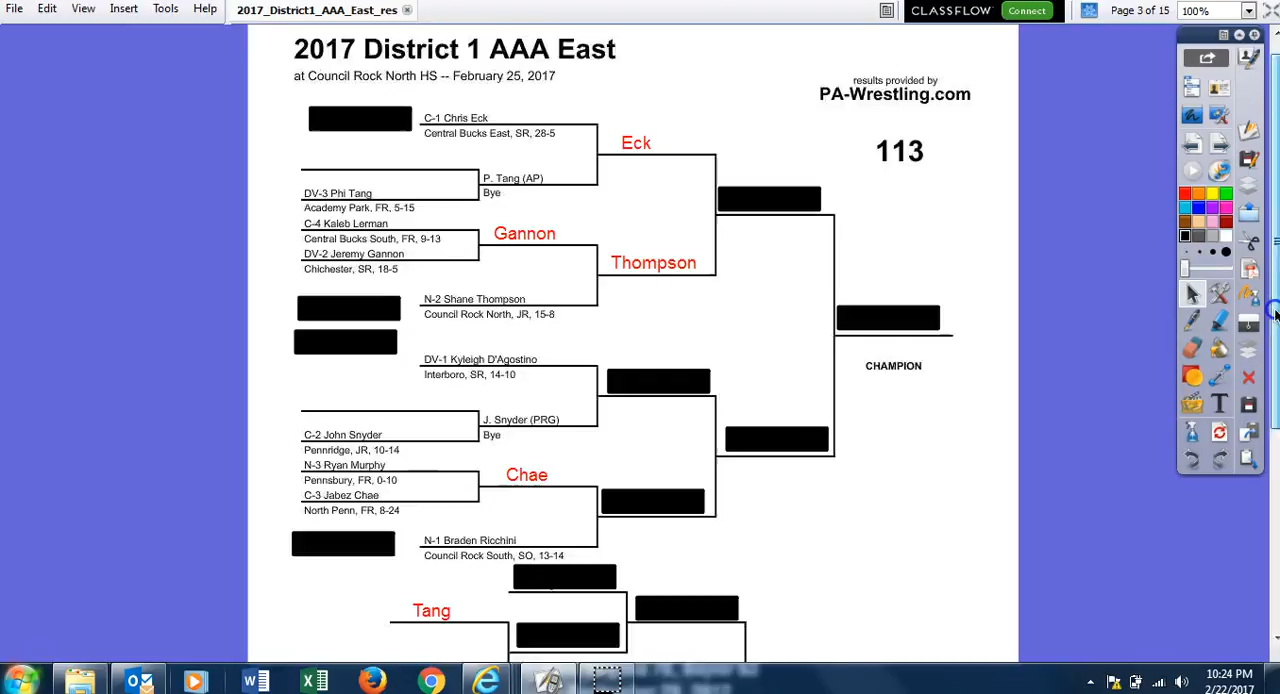 File Edit View Insert Tools Help
2017_District1_AAA_East_res
CLASSFLOW Connect
Page 3 of 15
100%
2017 District 1 AAA East
at Council Rock North HS -- February 25, 2017
results provided by
PA-Wrestling.com
113
C-1 Chris Eck
Central Bucks East, SR, 28-5
Eck
P. Tang (AP)
Bye
DV-3 Phi Tang
Academy Park, FR, 5-15
C-4 Kaleb Lerman
Central Bucks South, FR, 9-13
Gannon
DV-2 Jeremy Gannon
Chichester, SR, 18-5
Thompson
N-2 Shane Thompson
Council Rock North, JR, 15-8
DV-1 Kyleigh D'Agostino
Interboro, SR, 14-10
CHAMPION
J. Snyder (PRG)
Bye
C-2 John Snyder
Pennridge, JR, 10-14
N-3 Ryan Murphy
Pennsbury, FR, 0-10
Chae
C-3 Jabez Chae
North Penn, FR, 8-24
N-1 Braden Ricchini
Council Rock South, SO, 13-14
Tang
10:24 PM
2/22/2017